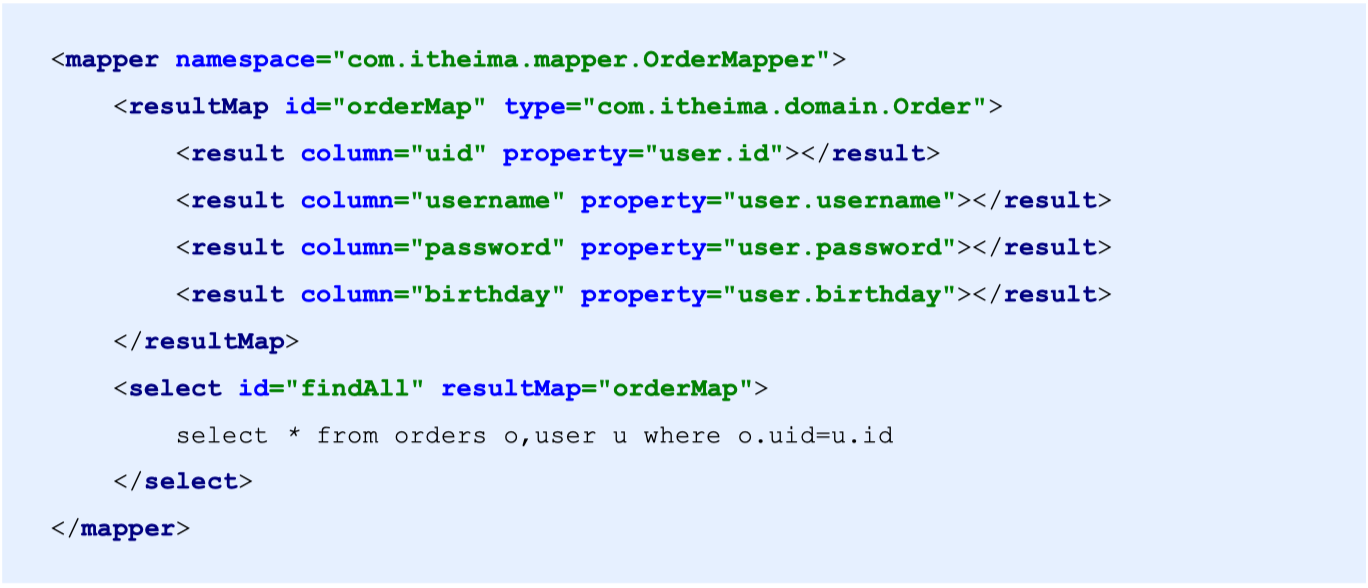 <mapper namespace="com.itheima.mapper.OrderMapper">
    <resultMap id="orderMap" type="com.itheima.domain.Order">
        <result column="uid" property="user.id"></result>
        <result column="username" property="user.username"></result>
        <result column="password" property="user.password"></result>
        <result column="birthday" property="user.birthday"></result>
    </resultMap>
    <select id="findAll" resultMap="orderMap">
        select * from orders o,user u where o.uid=u.id
    </select>
</mapper>